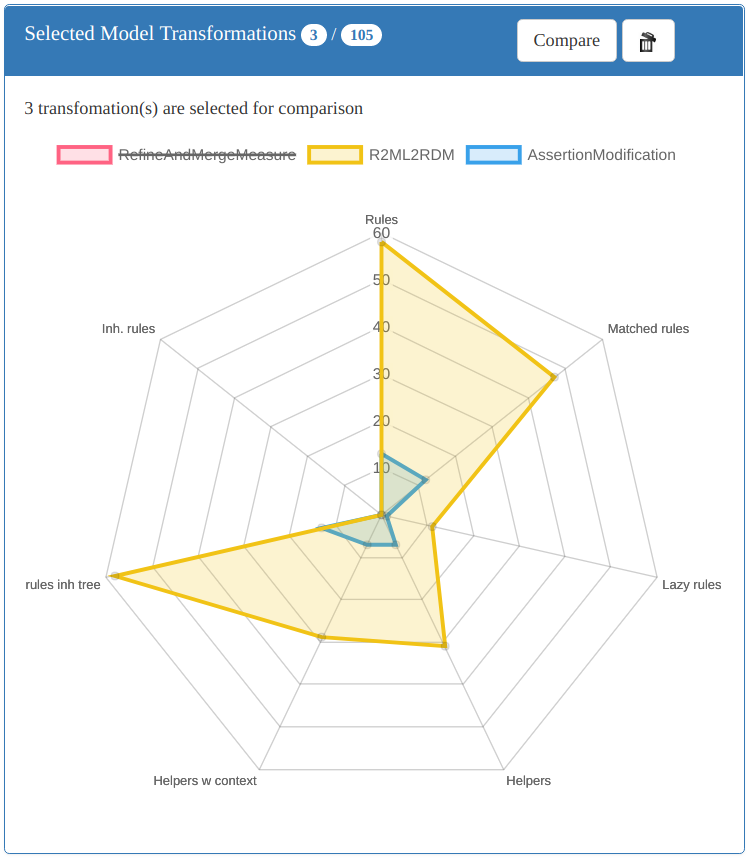 Selected Model Transformations 3 / 105
Compare
3 transfomation(s) are selected for comparison
RefineAndMergeMeasure R2ML2RDM AssertionModification
Rules
60
50
40
30
20
10
Inh. rules
Matched rules
rules inh tree
Lazy rules
Helpers w context
Helpers